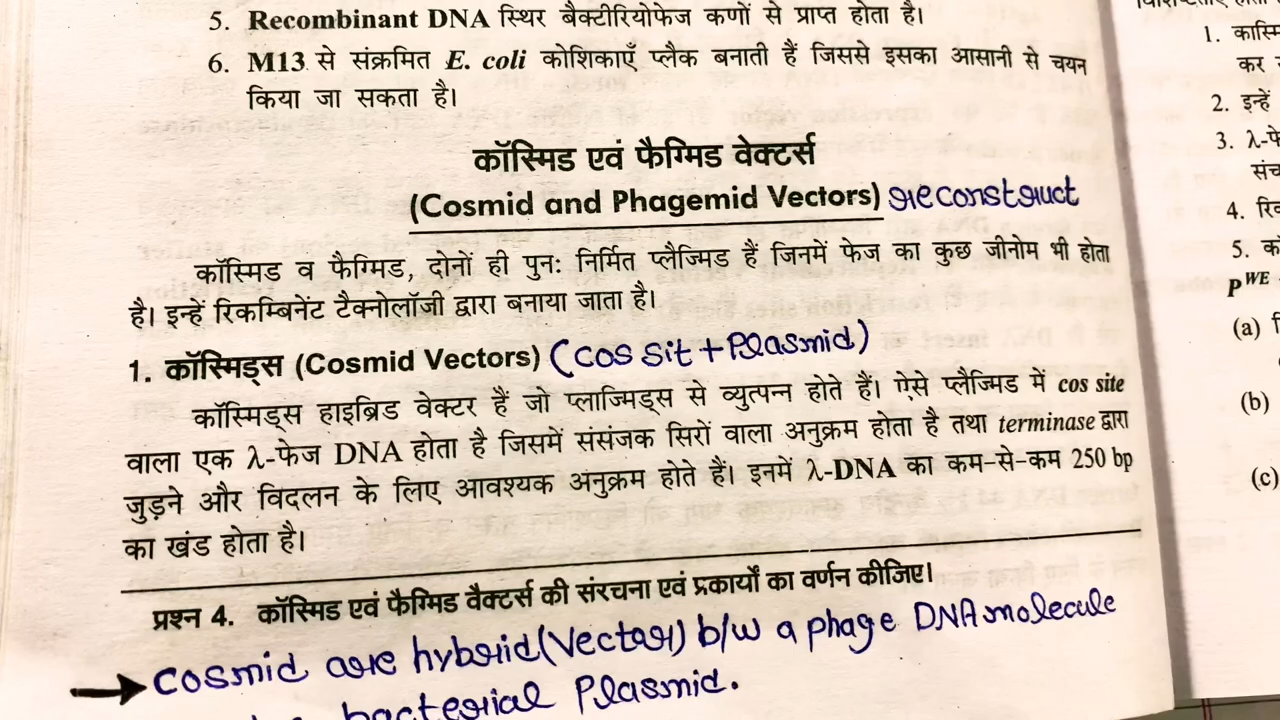 5. Recombinant DNA स्थिर बैक्टीरियोफेज कणों से प्राप्त होता है।
6. M13 से संक्रमित E. coli कोशिकाएँ प्लैक बनाती हैं जिससे इसका आसानी से चयन
किया जा सकता है।
कॉस्मिड एवं फैग्मिड वेक्टर्स
(Cosmid and Phagemid Vectors) reconstruct
कॉस्मिड व फैग्मिड, दोनों ही पुनः निर्मित प्लैज्मिड हैं जिनमें फेज का कुछ जीनोम भी होता
है। इन्हें रिकम्बिनेंट टैक्नोलॉजी द्वारा बनाया जाता है।
1. कॉस्मिड्स (Cosmid Vectors) (cos sit + Plasmid)
कॉस्मिड्स हाइब्रिड वेक्टर हैं जो प्लाज्मिड्स से व्युत्पन्न होते हैं। ऐसे प्लैज्मिड में cos site
वाला एक λ-फेज DNA होता है जिसमें संसंजक सिरों वाला अनुक्रम होता है तथा terminase द्वारा
जुड़ने और विदलन के लिए आवश्यक अनुक्रम होते हैं। इनमें λ-DNA का कम-से-कम 250 bp
का खंड होता है।
प्रश्न 4. कॉस्मिड एवं फैग्मिड वैक्टर्स की संरचना एवं प्रकार्यों का वर्णन कीजिए।
→ cosmid are hybrid (Vector) b/w a phage DNA molecule
bacterial Plasmid.
1.
कर
2. इन्हें
3. λ-फे
संच
4.
5.
pWE
(a)
(b)
(c)